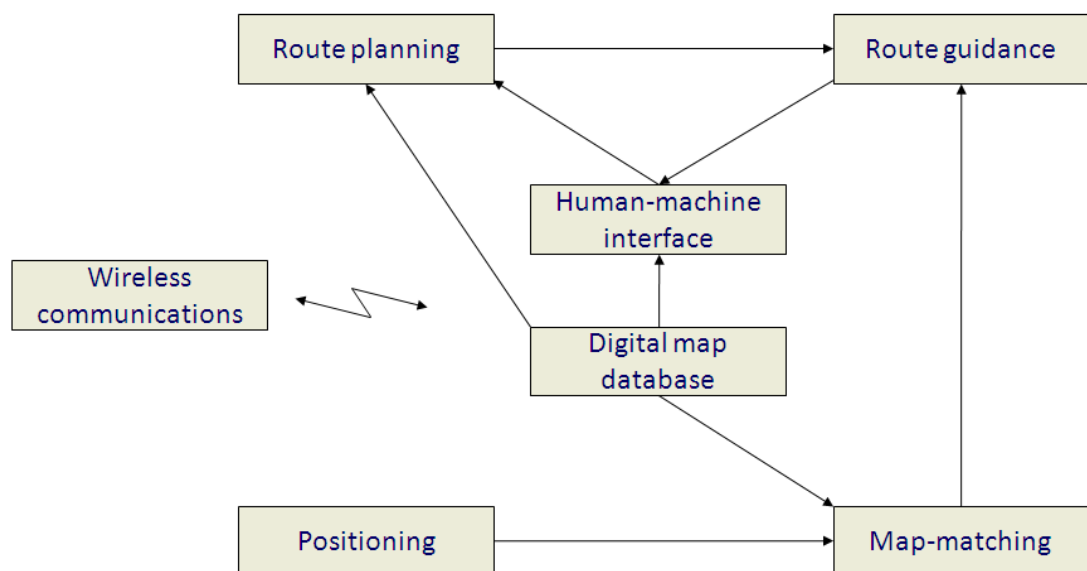 Route planning
Route guidance
Human-machine
interface
Wireless
communications
Digital map
database
Positioning
Map-matching